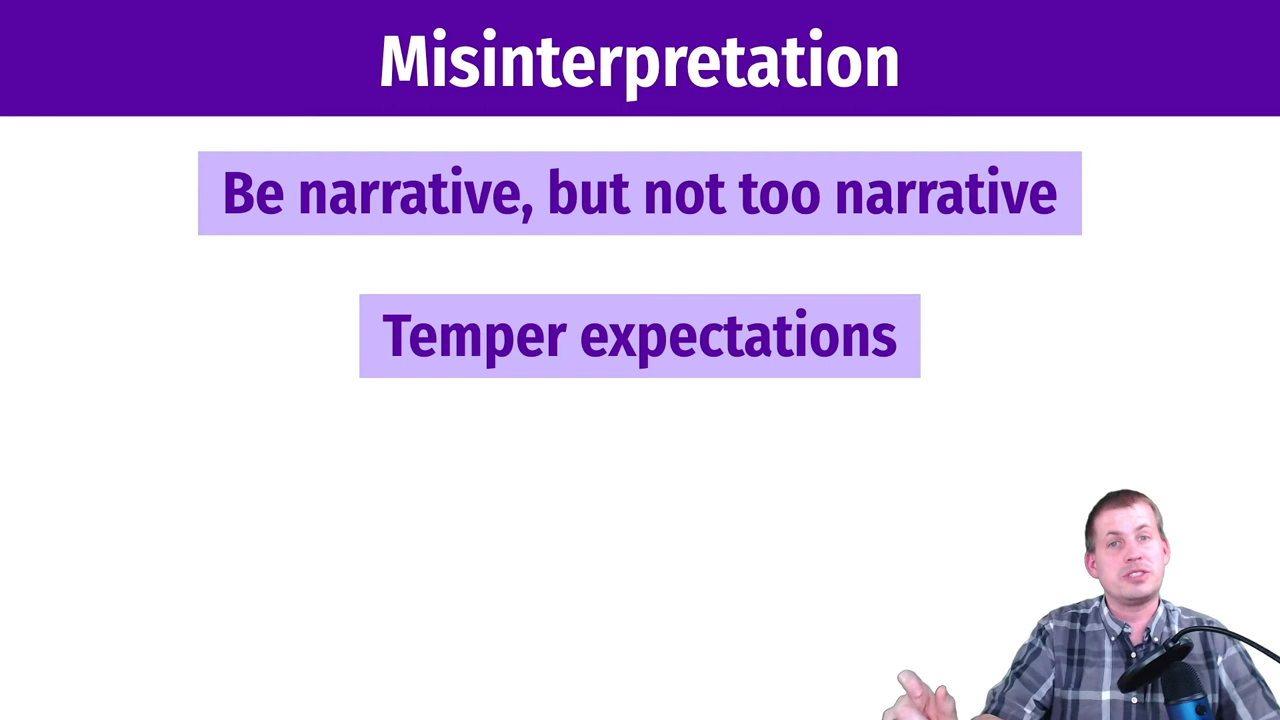 Misinterpretation
Be narrative, but not too narrative
Temper expectations